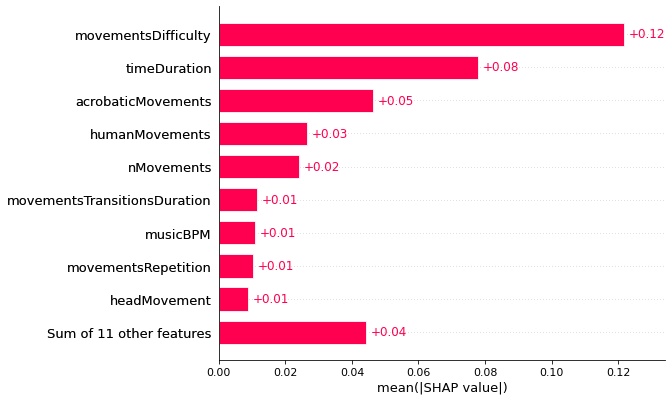 movementsDifficulty +0.12
timeDuration +0.08
acrobaticMovements +0.05
humanMovements +0.03
nMovements +0.02
movementsTransitionsDuration +0.01
musicBPM +0.01
movementsRepetition +0.01
headMovement +0.01
Sum of 11 other features +0.04
0.00 0.02 0.04 0.06 0.08 0.10 0.12
mean(|SHAP value|)